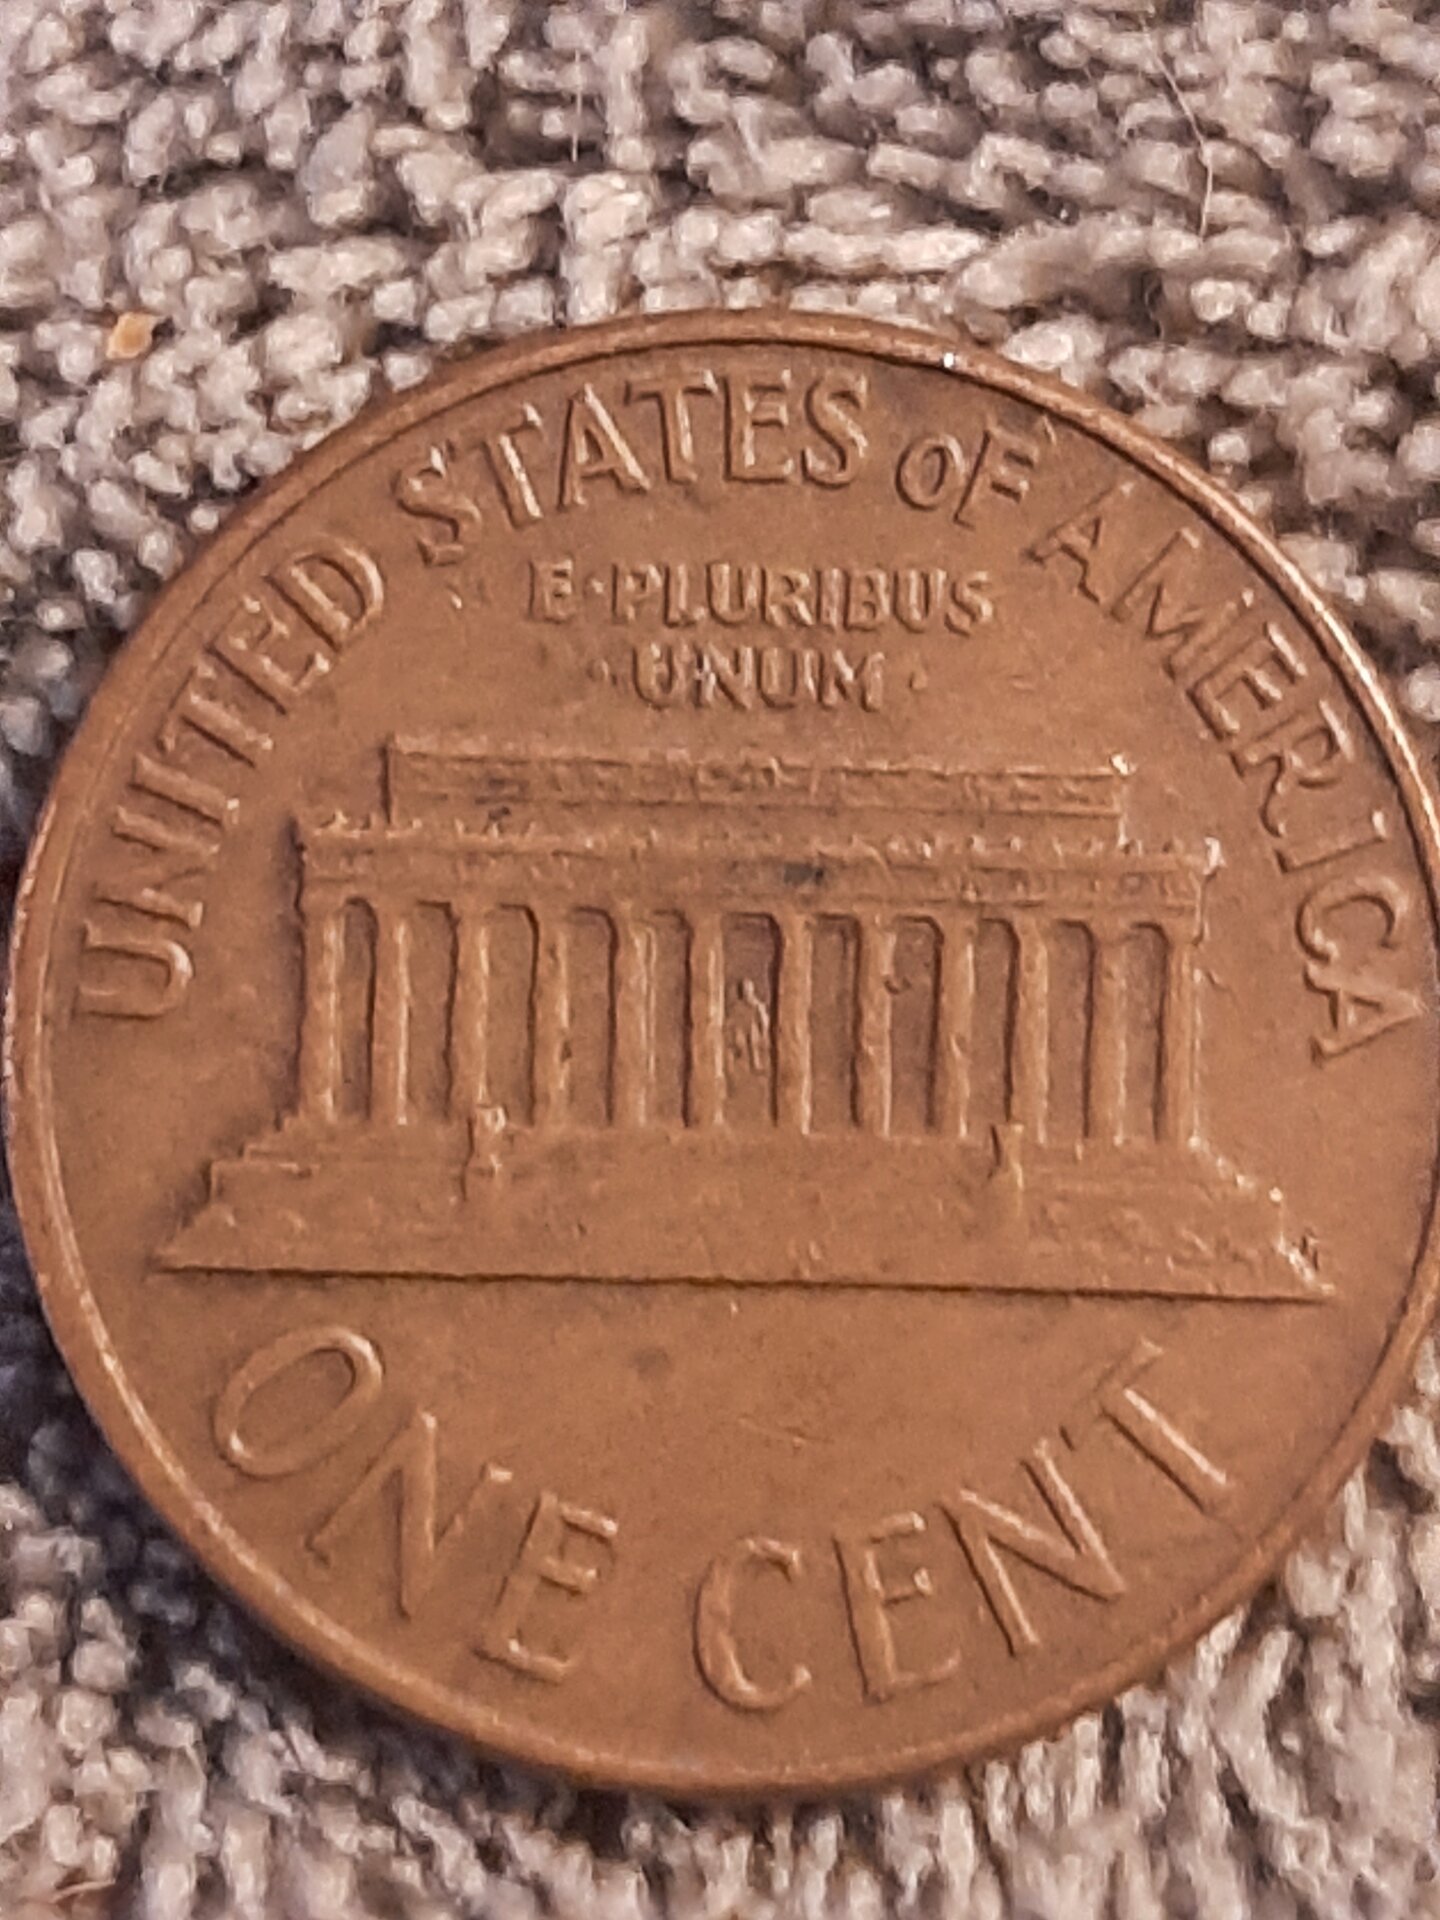 UNITED STATES OF AMERICA
E·PLURIBUS
·UNUM·
ONE CENT